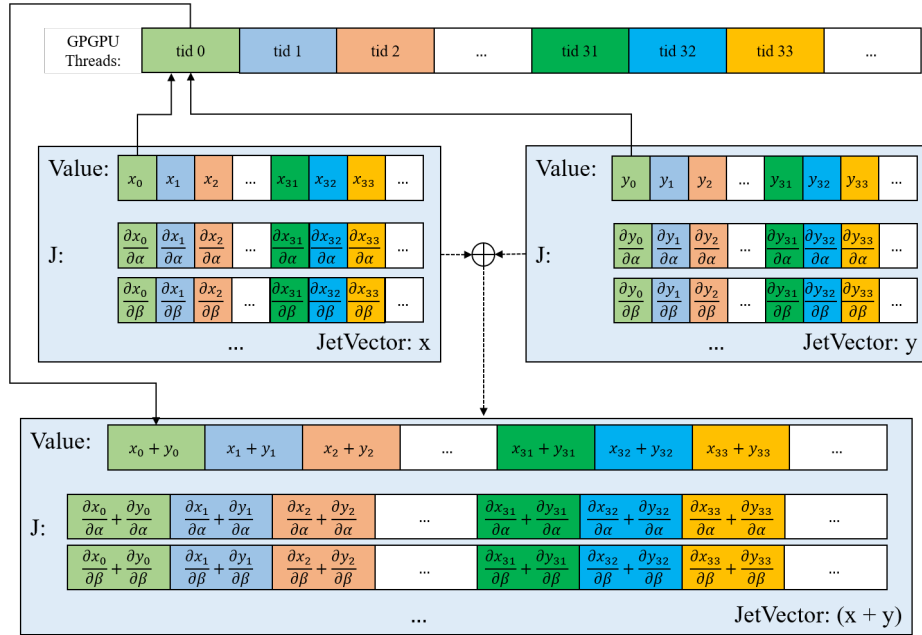 GPGPU Threads: tid 0 tid 1 tid 2 ... tid 31 tid 32 tid 33 ...
Value: x₀ x₁ x₂ ... x₃₁ x₃₂ x₃₃ ...
J: ∂x₀/∂α ∂x₁/∂α ∂x₂/∂α ... ∂x₃₁/∂α ∂x₃₂/∂α ∂x₃₃/∂α ...
∂x₀/∂β ∂x₁/∂β ∂x₂/∂β ... ∂x₃₁/∂β ∂x₃₂/∂β ∂x₃₃/∂β ...
... JetVector: x
Value: y₀ y₁ y₂ ... y₃₁ y₃₂ y₃₃ ...
J: ∂y₀/∂α ∂y₁/∂α ∂y₂/∂α ... ∂y₃₁/∂α ∂y₃₂/∂α ∂y₃₃/∂α ...
∂y₀/∂β ∂y₁/∂β ∂y₂/∂β ... ∂y₃₁/∂β ∂y₃₂/∂β ∂y₃₃/∂β ...
... JetVector: y
Value: x₀ + y₀ x₁ + y₁ x₂ + y₂ ... x₃₁ + y₃₁ x₃₂ + y₃₂ x₃₃ + y₃₃ ...
J: ∂x₀/∂α + ∂y₀/∂α ∂x₁/∂α + ∂y₁/∂α ∂x₂/∂α + ∂y₂/∂α ... ∂x₃₁/∂α + ∂y₃₁/∂α ∂x₃₂/∂α + ∂y₃₂/∂α ∂x₃₃/∂α + ∂y₃₃/∂α ...
∂x₀/∂β + ∂y₀/∂β ∂x₁/∂β + ∂y₁/∂β ∂x₂/∂β + ∂y₂/∂β ... ∂x₃₁/∂β + ∂y₃₁/∂β ∂x₃₂/∂β + ∂y₃₂/∂β ∂x₃₃/∂β + ∂y₃₃/∂β ...
... JetVector: (x + y)